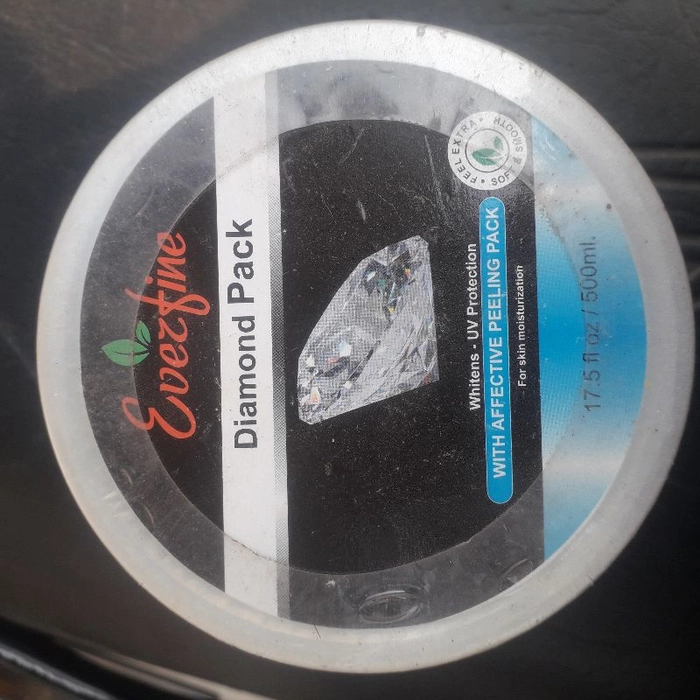 Everfine
Diamond Pack
FEEL EXTRA • SOFT & SMOOTH •
Whitens - UV Protection
WITH AFFECTIVE PEELING PACK
For skin moisturization
17.5 fl oz / 500ml.